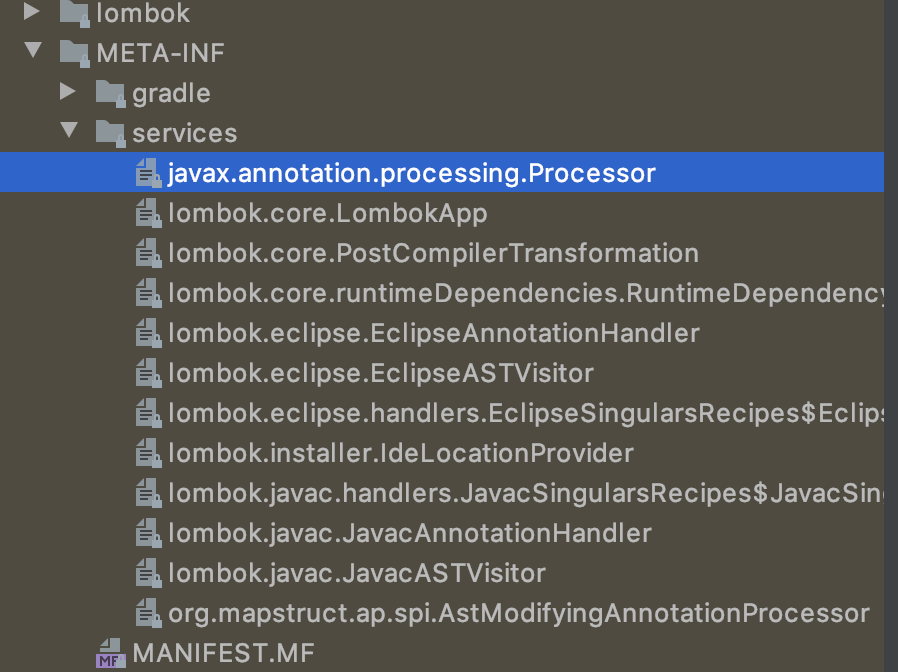 lombok
META-INF
gradle
services
javax.annotation.processing.Processor
lombok.core.LombokApp
lombok.core.PostCompilerTransformation
lombok.core.runtimeDependencies.RuntimeDependency
lombok.eclipse.EclipseAnnotationHandler
lombok.eclipse.EclipseASTVisitor
lombok.eclipse.handlers.EclipseSingularsRecipes$Eclips
lombok.installer.IdeLocationProvider
lombok.javac.handlers.JavacSingularsRecipes$JavacSin
lombok.javac.JavacAnnotationHandler
lombok.javac.JavacASTVisitor
org.mapstruct.ap.spi.AstModifyingAnnotationProcessor
MF MANIFEST.MF